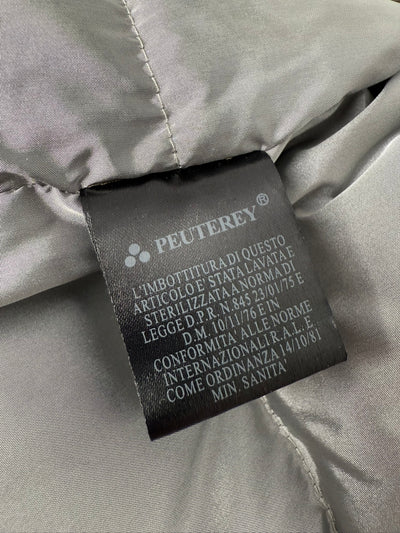 PEUTEREY®
L'IMBOTTITURA DI QUESTO
ARTICOLO E' STATA LAVATA E
STERILIZZATA A NORMA DI
LEGGE D.P.R. N. 845 23/01/75 E
D.M. 10/11/76 E IN
CONFORMITA' ALLE NORME
INTERNAZIONALI R.A.L. E
COME ORDINANZA 14/10/81
MIN. SANITA'